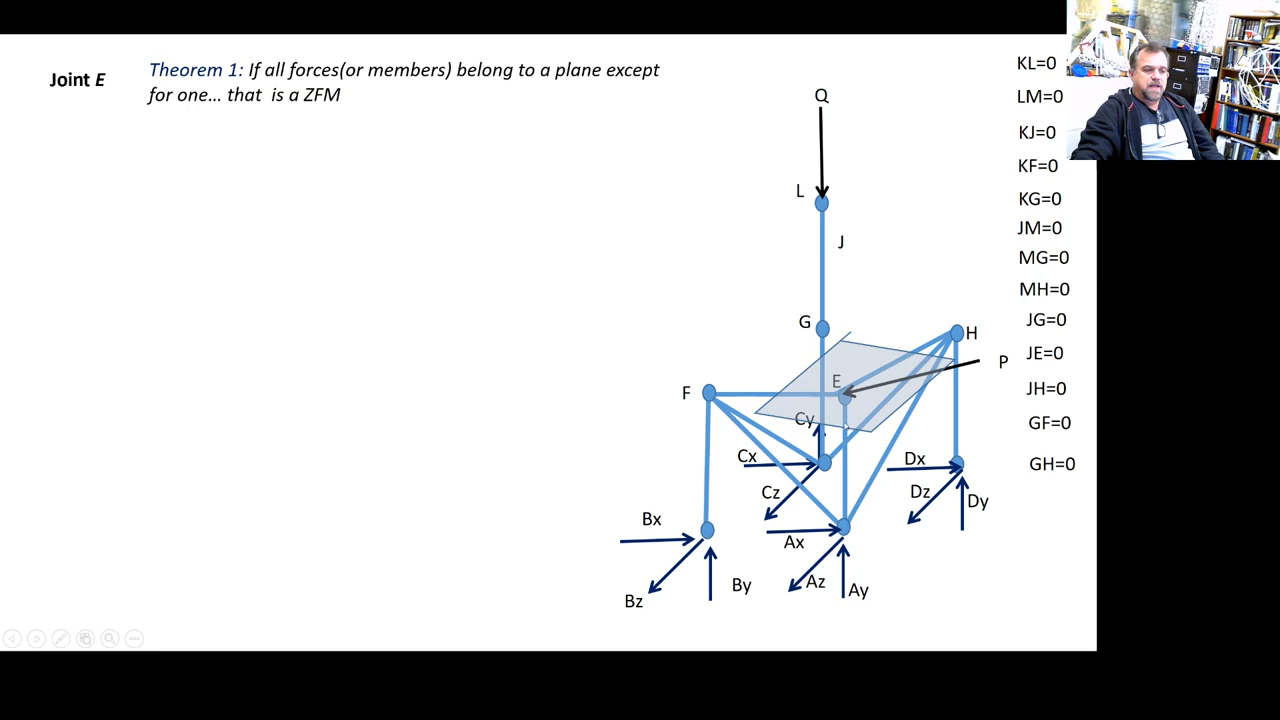 Joint E
Theorem 1: If all forces(or members) belong to a plane except
for one... that  is a ZFM
Q
L
J
G
H
P
E
F
Cy
Cx
Cz
Dx
Dz
Dy
Bx
Ax
Bz
By
Az
Ay
KL=0
LM=0
KJ=0
KF=0
KG=0
JM=0
MG=0
MH=0
JG=0
JE=0
JH=0
GF=0
GH=0